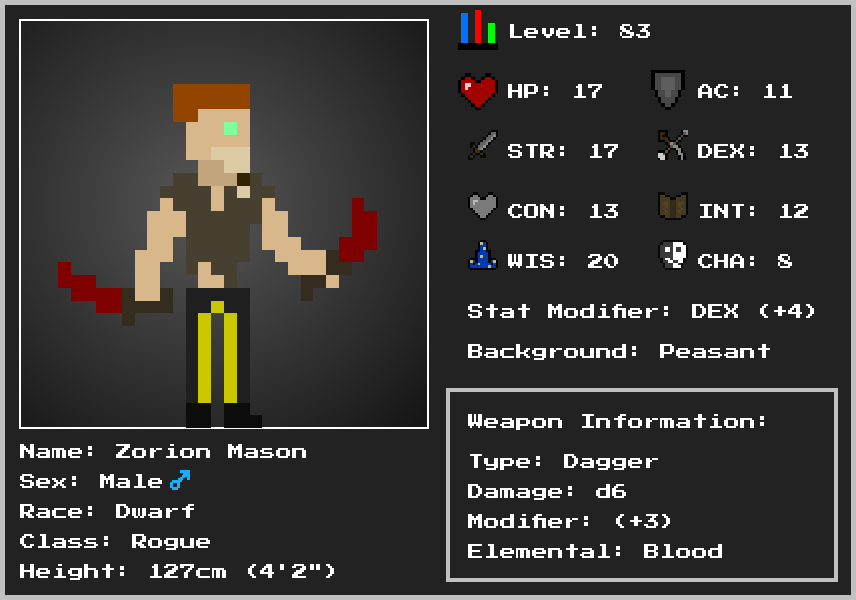 Level: 83
HP: 17
AC: 11
STR: 17
DEX: 13
CON: 13
INT: 12
WIS: 20
CHA: 8
Stat Modifier: DEX (+4)
Background: Peasant
Weapon Information:
Type: Dagger
Damage: d6
Modifier: (+3)
Elemental: Blood
Name: Zorion Mason
Sex: Male ♂
Race: Dwarf
Class: Rogue
Height: 127cm (4'2")